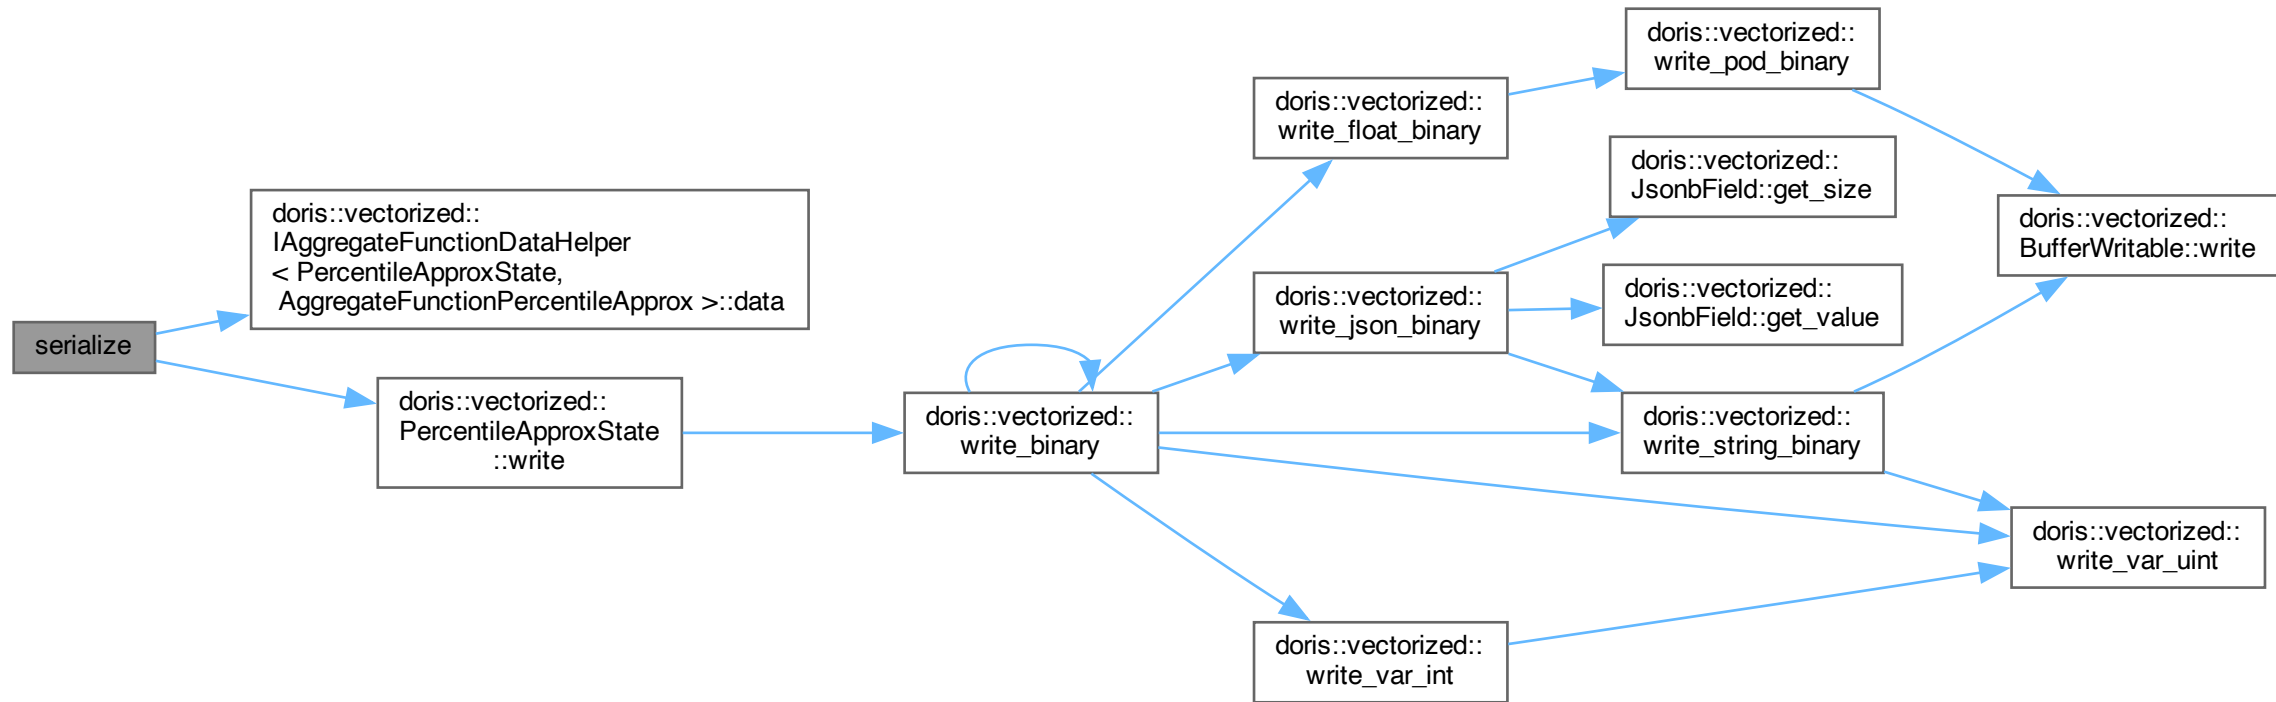 serialize
doris::vectorized::
IAggregateFunctionDataHelper
< PercentileApproxState,
AggregateFunctionPercentileApprox >::data
doris::vectorized::
PercentileApproxState
::write
doris::vectorized::
write_binary
doris::vectorized::
write_float_binary
doris::vectorized::
write_json_binary
doris::vectorized::
write_var_int
doris::vectorized::
write_pod_binary
doris::vectorized::
JsonbField::get_size
doris::vectorized::
JsonbField::get_value
doris::vectorized::
write_string_binary
doris::vectorized::
BufferWritable::write
doris::vectorized::
write_var_uint